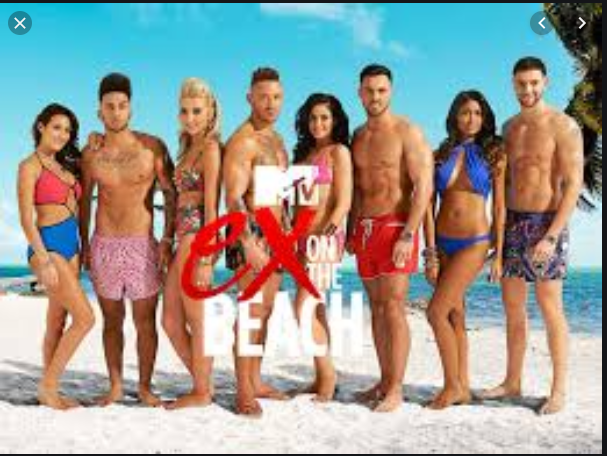 MTV
eX
ON
THE
BEACH